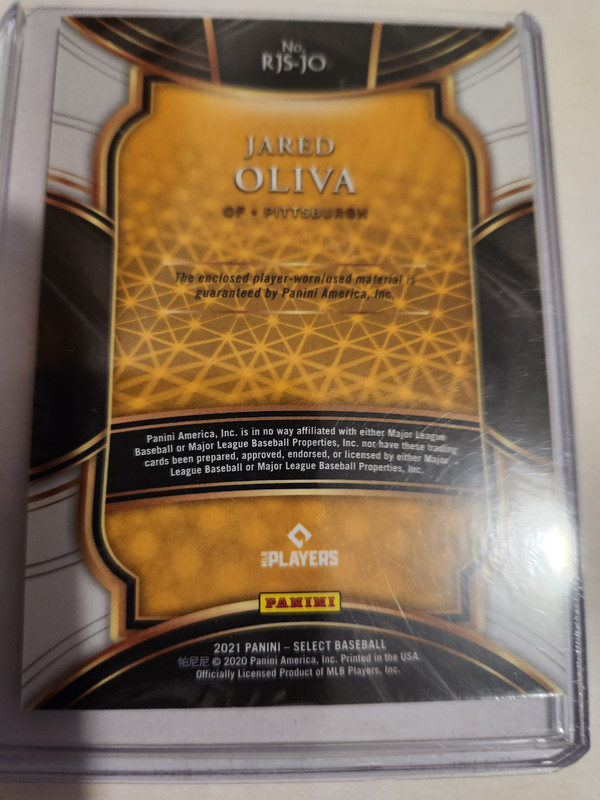 No.
RJS-JO
JARED
OLIVA
CF • PITTSBURGH
The enclosed player-worn/used material is
guaranteed by Panini America, Inc.
Panini America, Inc. is in no way affiliated with either Major League
Baseball or Major League Baseball Properties, Inc. nor have these trading
cards been prepared, approved, endorsed, or licensed by either Major
League Baseball or Major League Baseball Properties, Inc.
MLB PLAYERS
PANINI
2021 PANINI – SELECT BASEBALL
帕尼尼 © 2020 Panini America, Inc. Printed in the USA.
Officially Licensed Product of MLB Players, Inc.